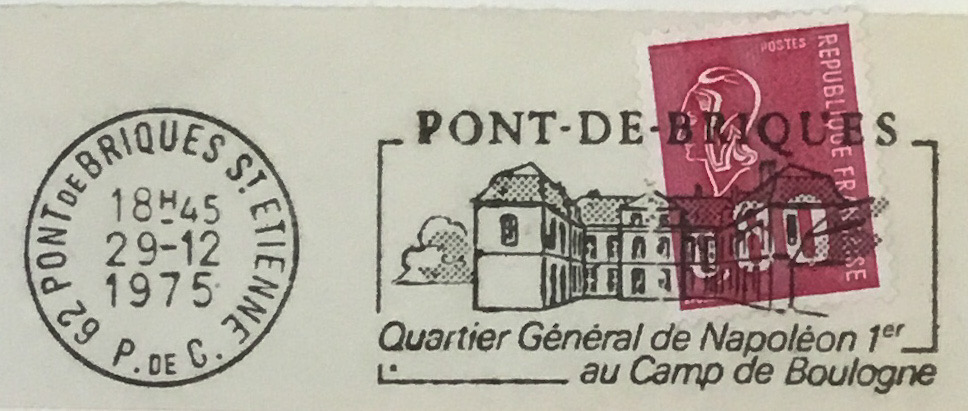 62 PONT DE BRIQUES ST. ETIENNE
18H45
29-12
1975
P. DE C.
POSTES
REPUBLIQUE FRANÇAISE
PONT-DE-BRIQUES
Quartier Général de Napoléon 1er
au Camp de Boulogne